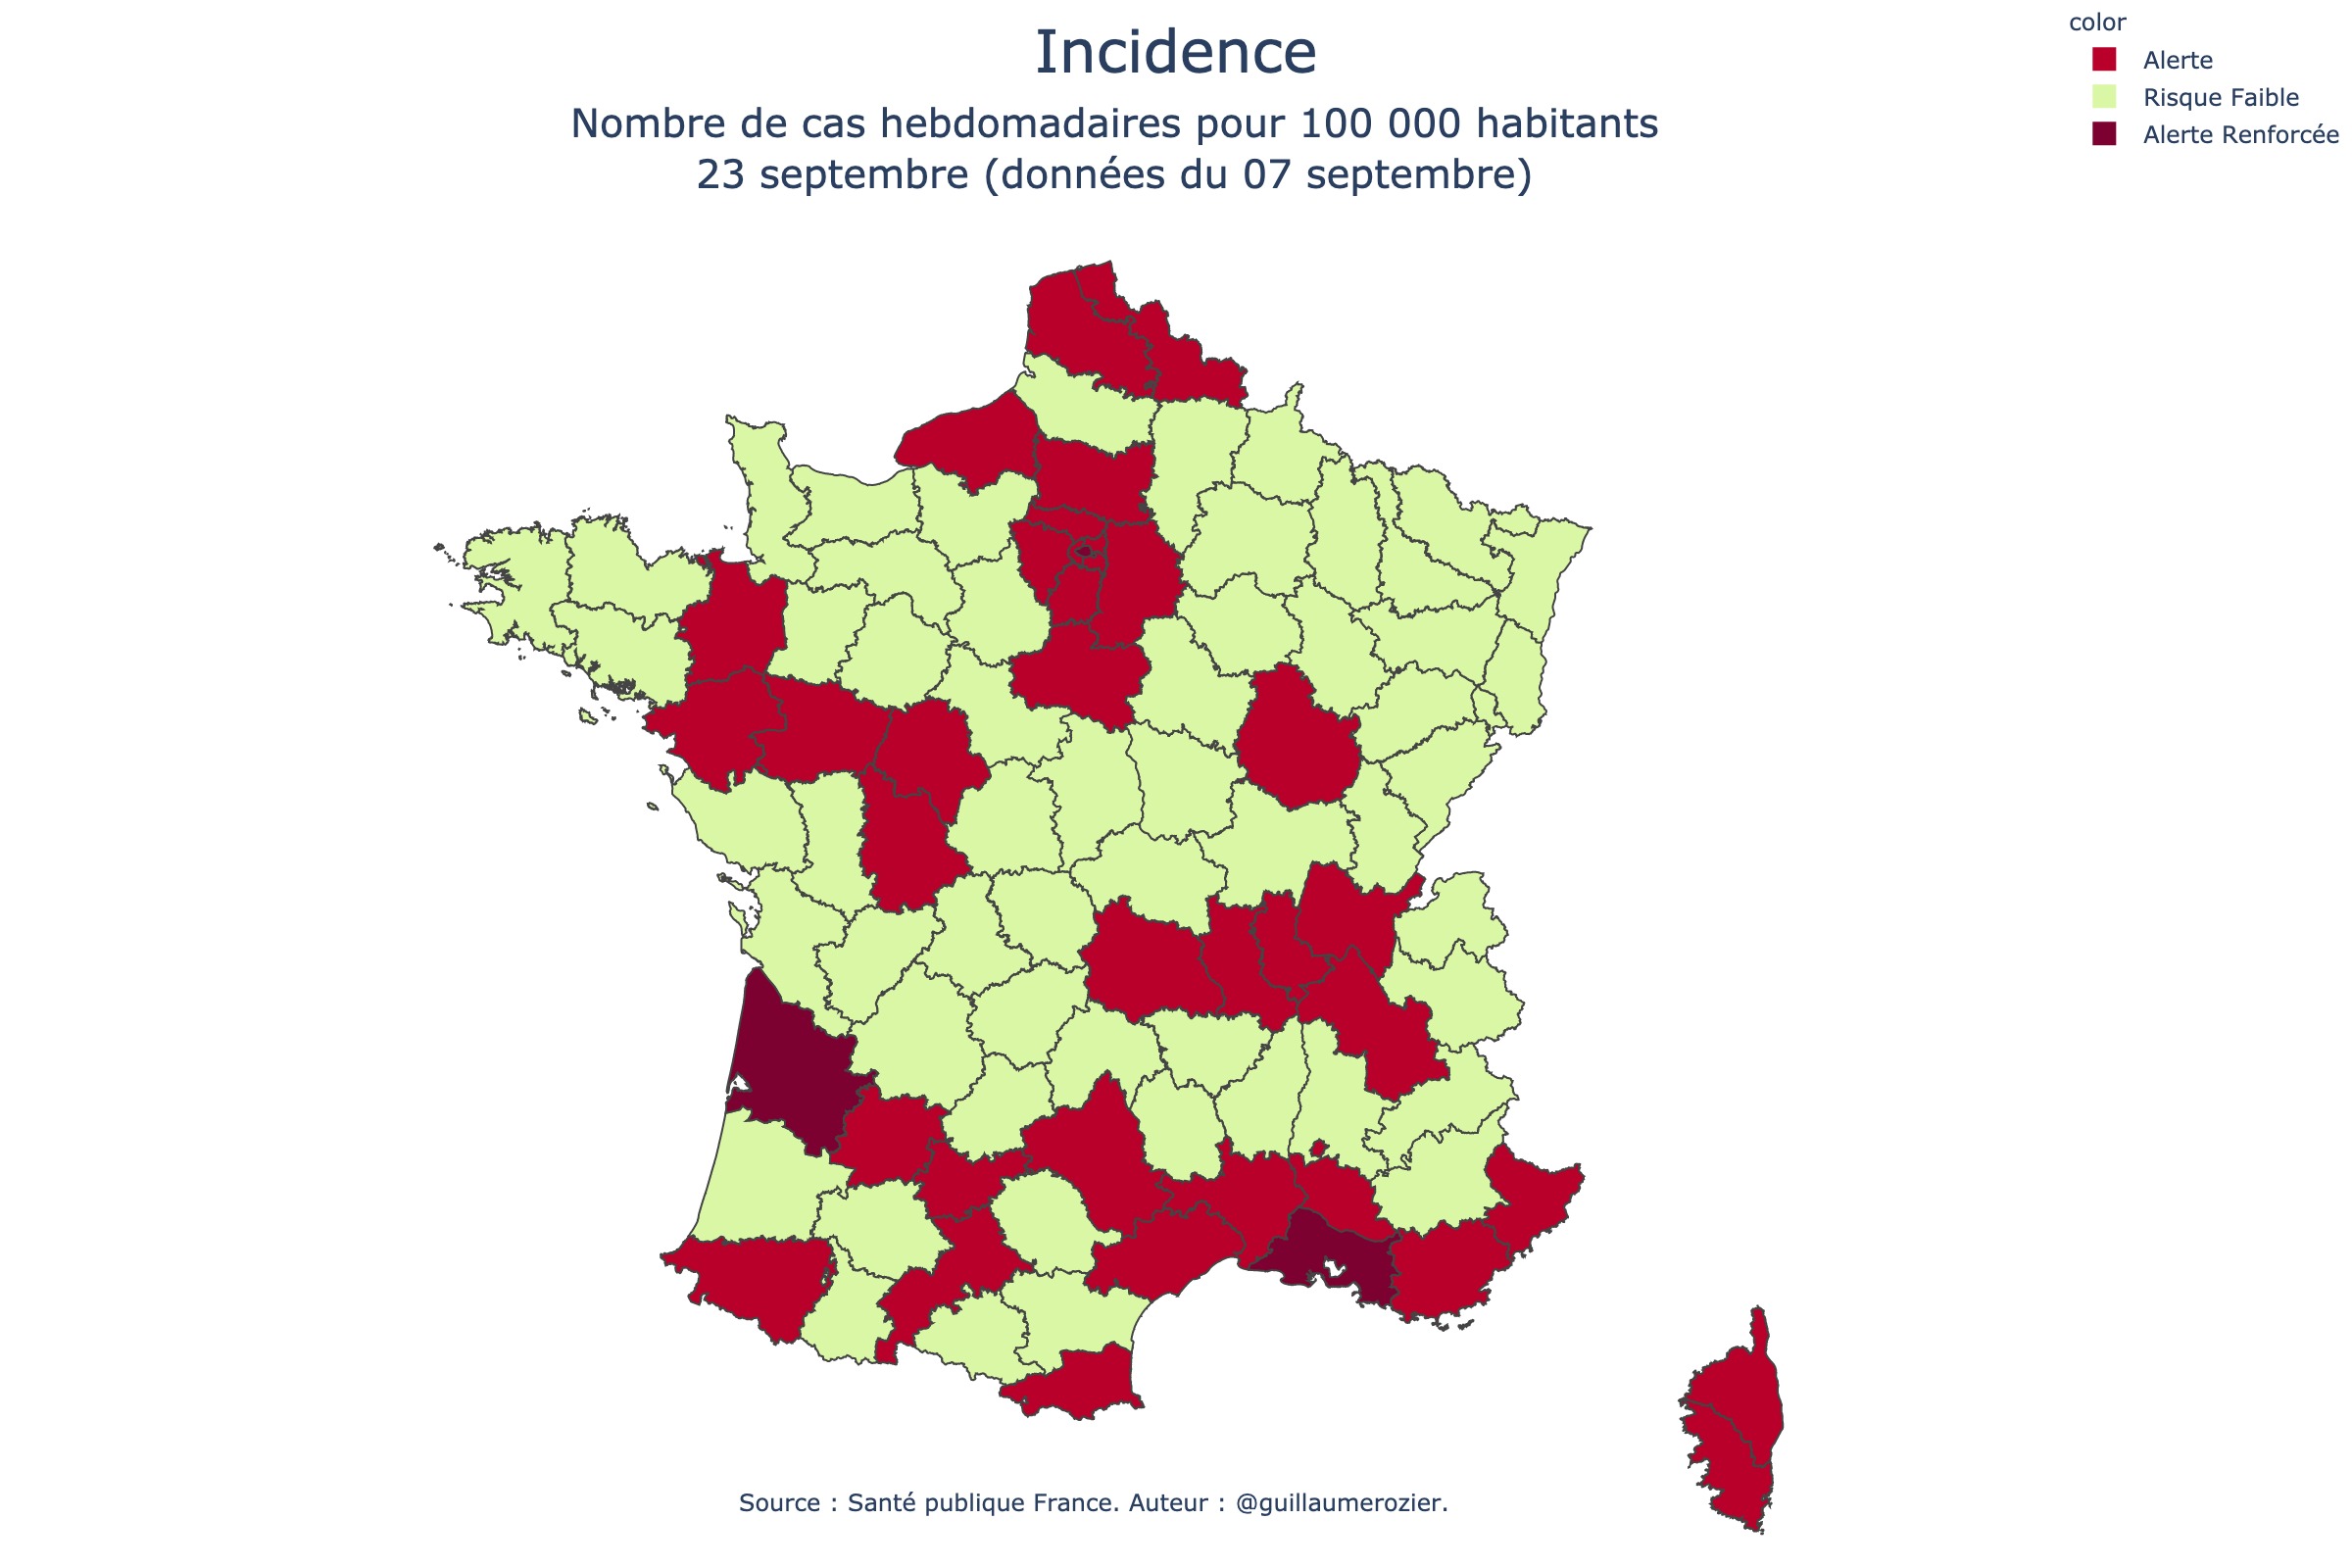 Incidence
Nombre de cas hebdomadaires pour 100 000 habitants
23 septembre (données du 07 septembre)
color
Alerte
Risque Faible
Alerte Renforcée
Source : Santé publique France. Auteur : @guillaumerozier.